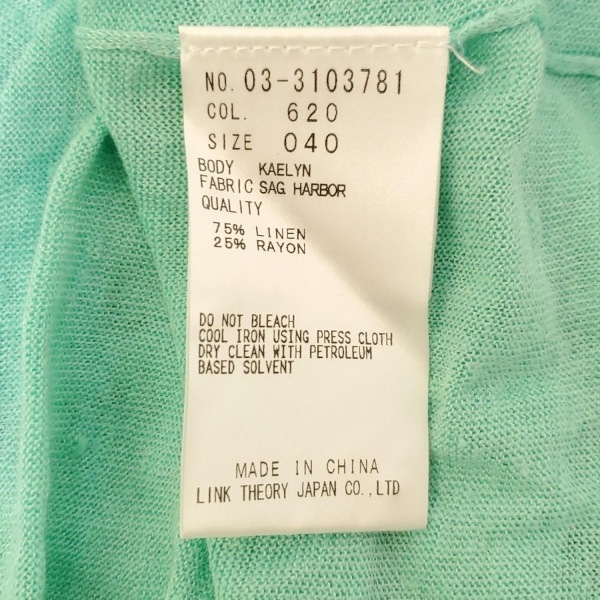 NO. 03-3103781
COL. 620
SIZE 040
BODY KAELYN
FABRIC SAG HARBOR
QUALITY
75% LINEN
25% RAYON
DO NOT BLEACH
COOL IRON USING PRESS CLOTH
DRY CLEAN WITH PETROLEUM
BASED SOLVENT
MADE IN CHINA
LINK THEORY JAPAN CO.,LTD